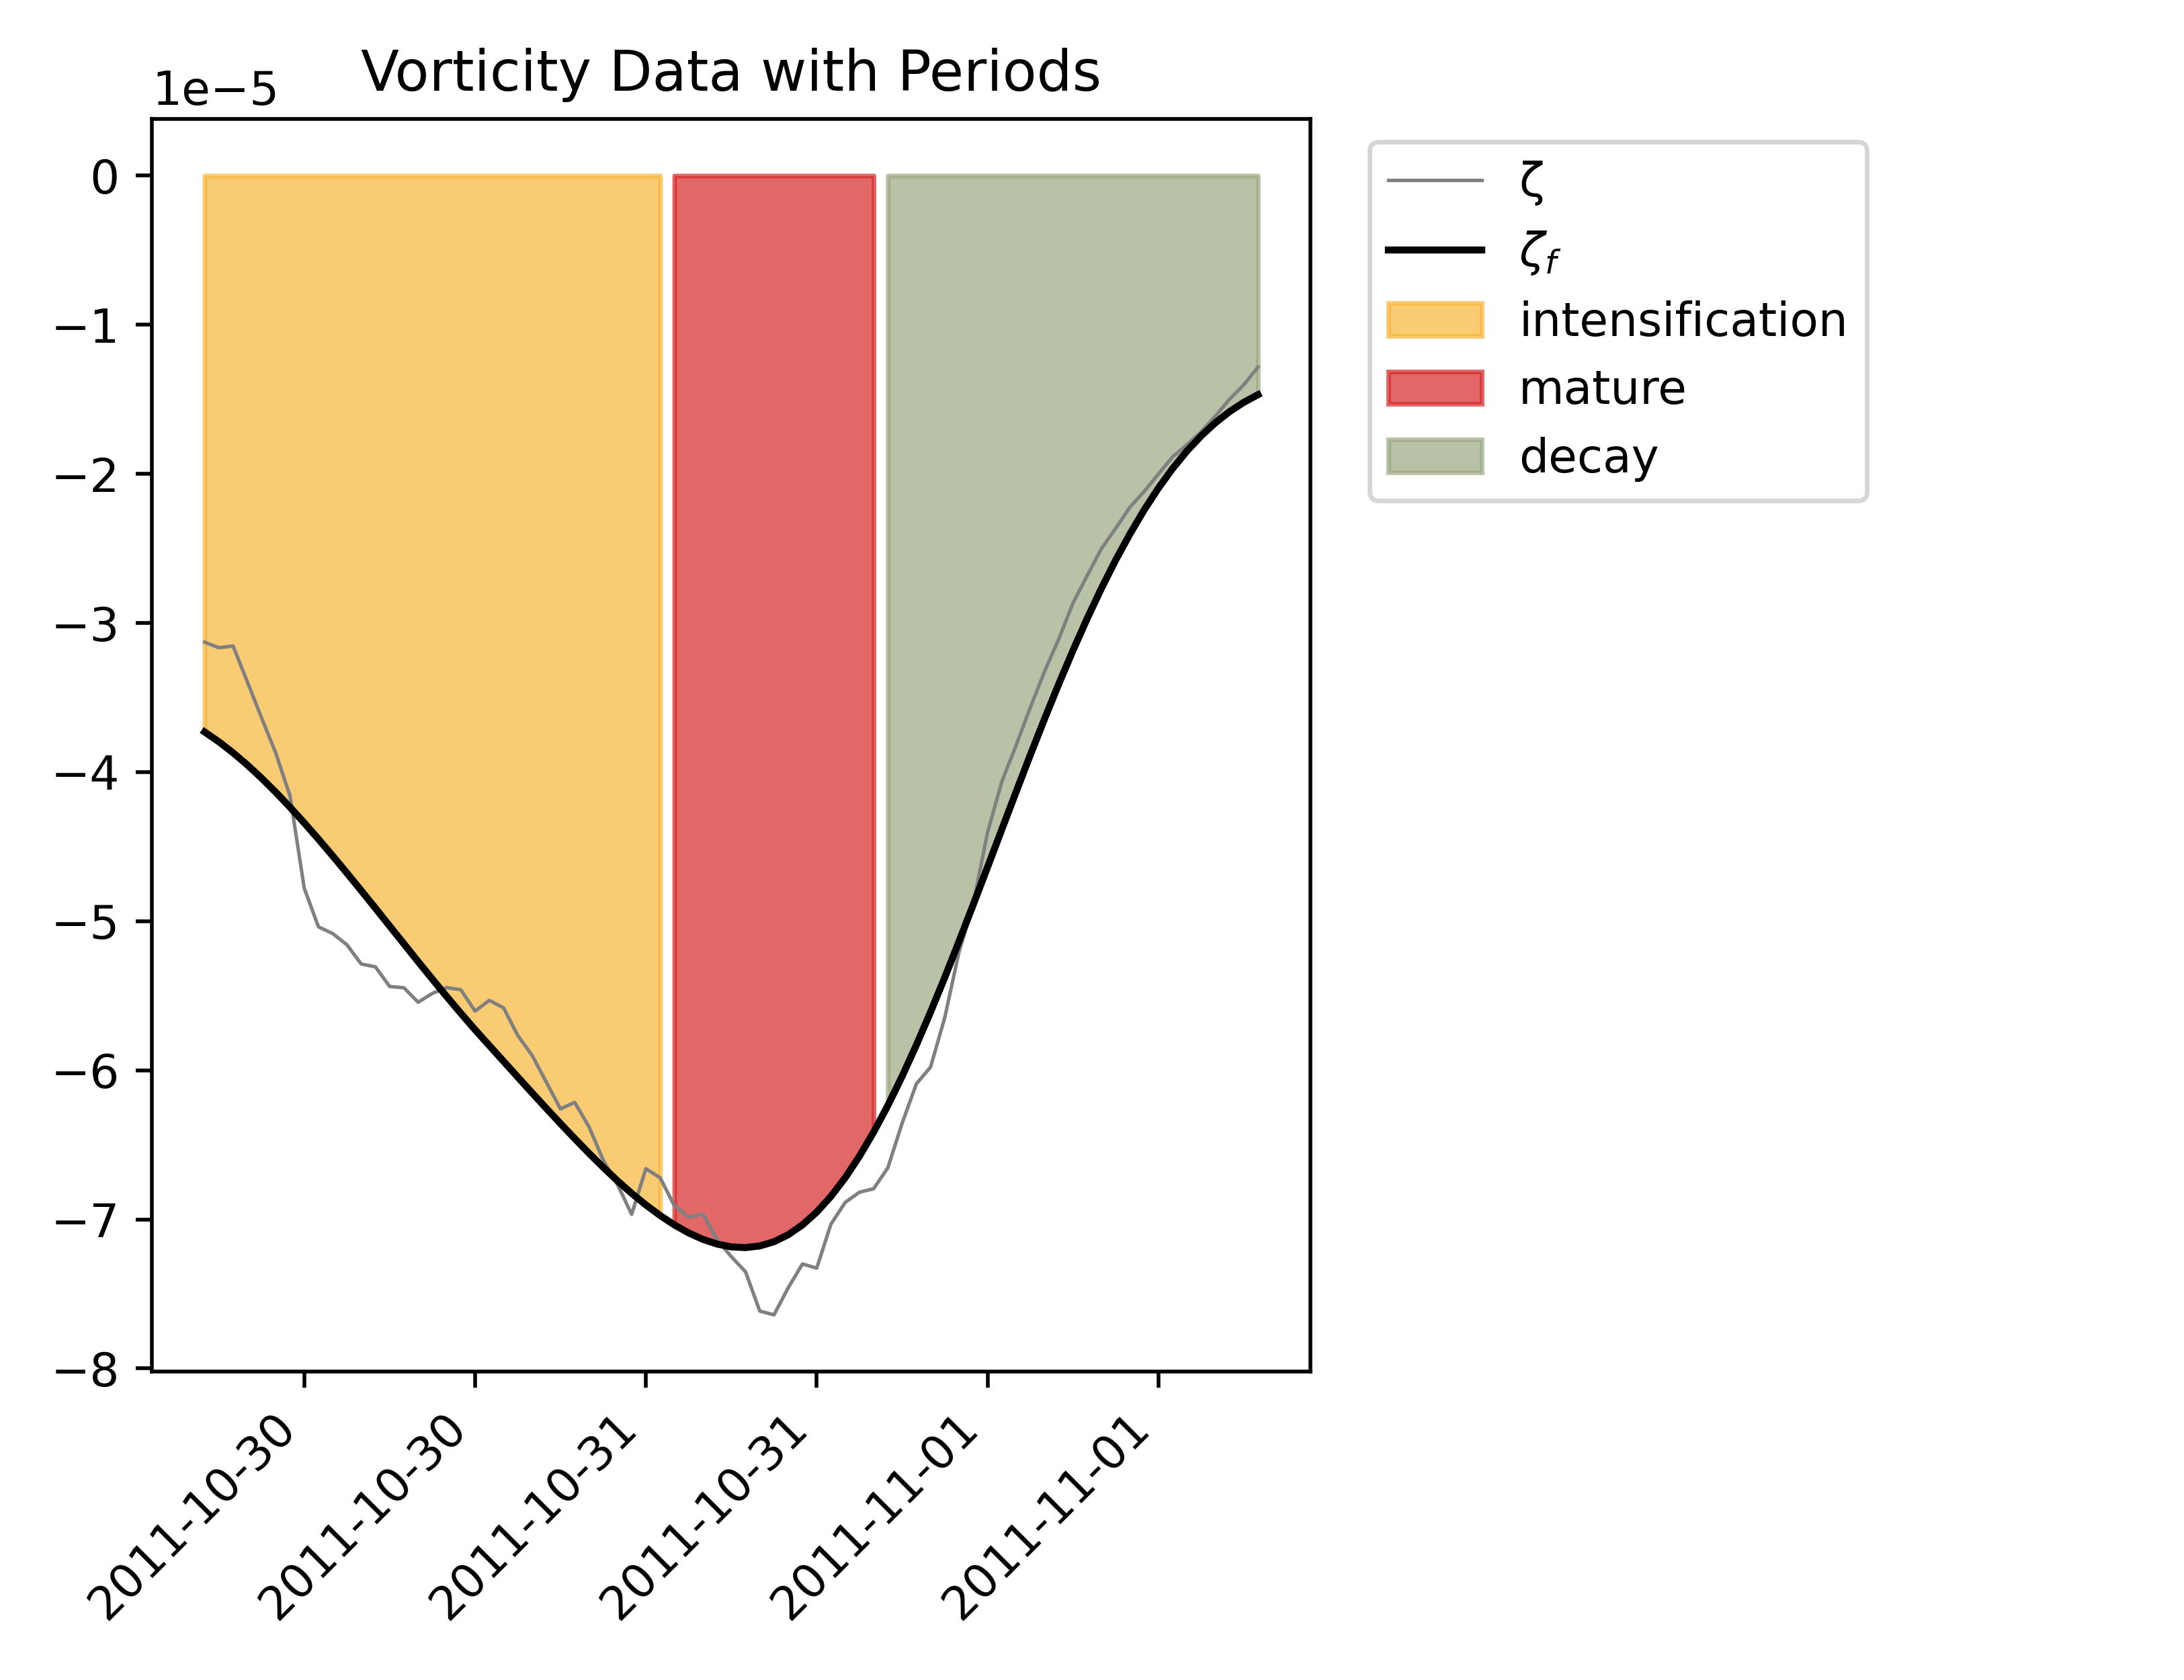 Vorticity Data with Periods
1e−5
0
−1
−2
−3
−4
−5
−6
−7
−8
2011-10-30
2011-10-30
2011-10-31
2011-10-31
2011-11-01
2011-11-01
ζ
ζf
intensification
mature
decay